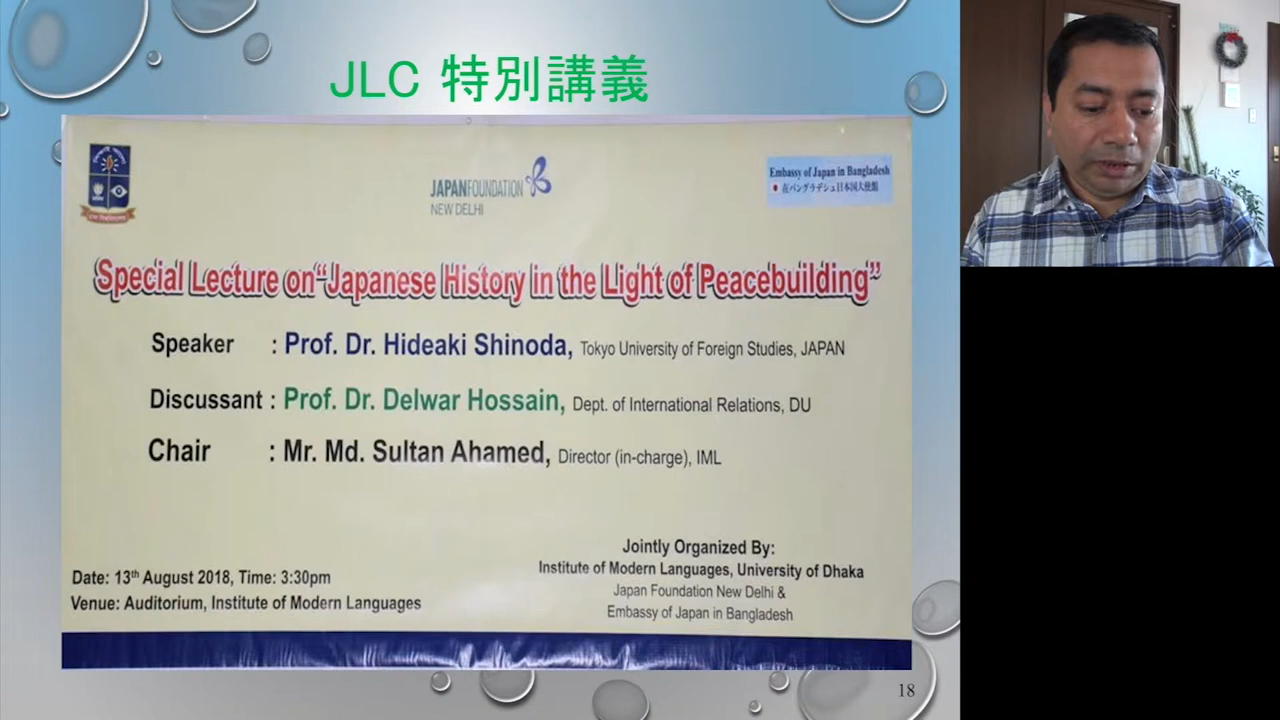 JLC 特別講義
JAPANFOUNDATION
NEW DELHI
Embassy of Japan in Bangladesh
在バングラデシュ日本国大使館
Special Lecture on“Japanese History in the Light of Peacebuilding”
Speaker : Prof. Dr. Hideaki Shinoda, Tokyo University of Foreign Studies, JAPAN
Discussant : Prof. Dr. Delwar Hossain, Dept. of International Relations, DU
Chair : Mr. Md. Sultan Ahamed, Director (in-charge), IML
Date: 13th August 2018, Time: 3:30pm
Venue: Auditorium, Institute of Modern Languages
Jointly Organized By:
Institute of Modern Languages, University of Dhaka
Japan Foundation New Delhi &
Embassy of Japan in Bangladesh
18